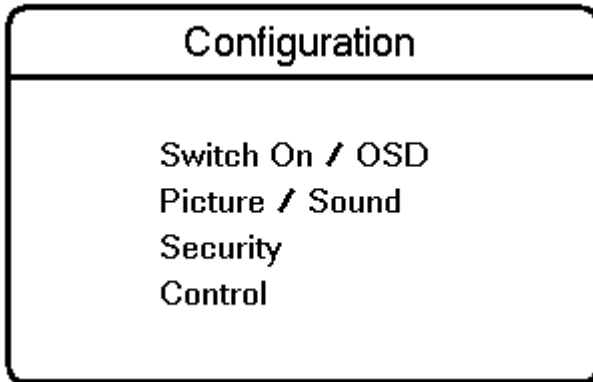 Configuration
Switch On / OSD
Picture / Sound
Security
Control